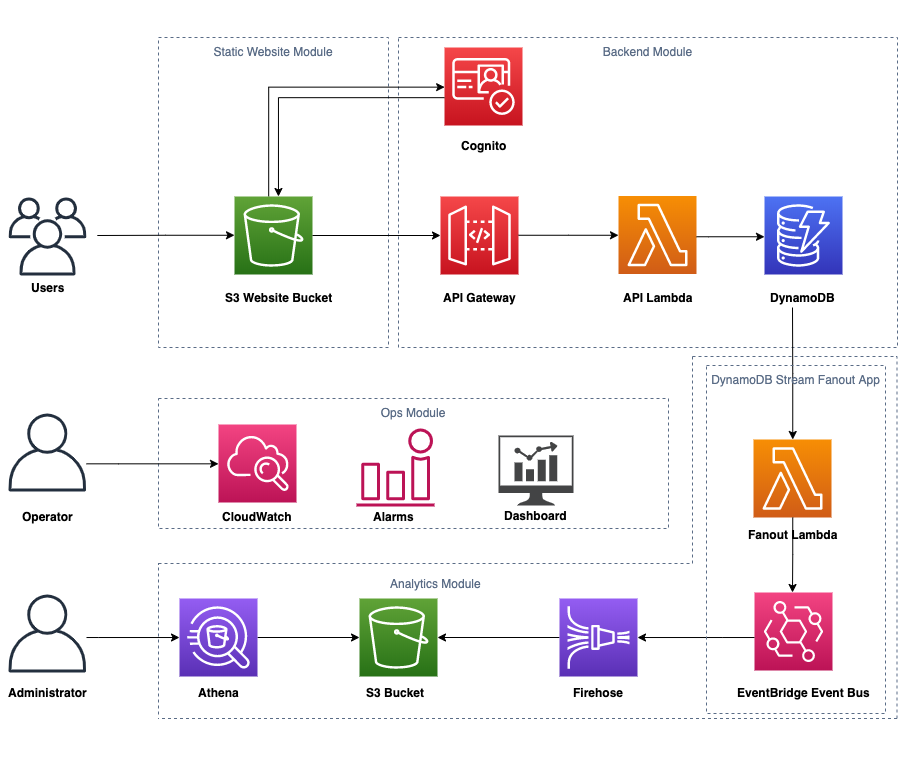 Static Website Module
Backend Module
Cognito
Users
S3 Website Bucket
</>
API Gateway
API Lambda
DynamoDB
DynamoDB Stream Fanout App
Ops Module
Operator
CloudWatch
Alarms
Dashboard
Fanout Lambda
Analytics Module
Administrator
Athena
S3 Bucket
Firehose
EventBridge Event Bus